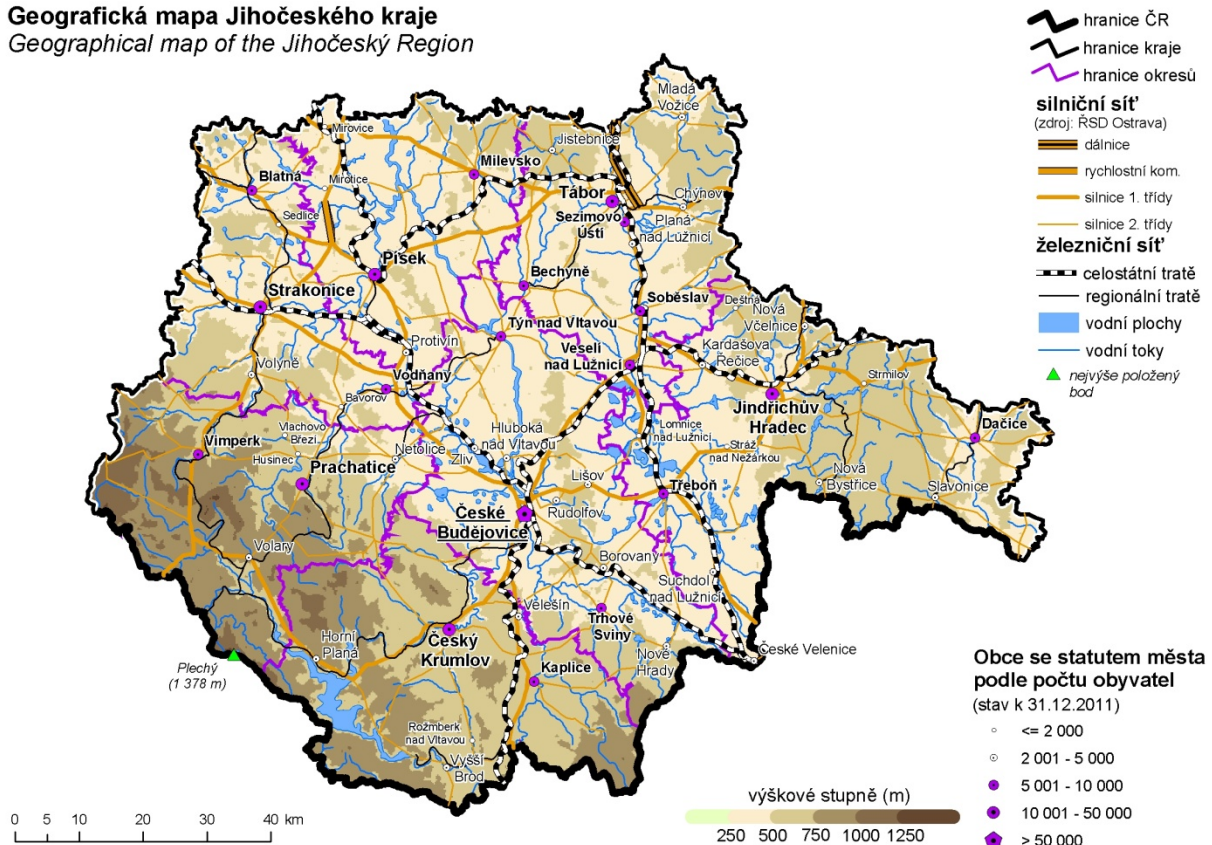 Geografická mapa Jihočeského kraje
Geographical map of the Jihočeský Region
hranice ČR
hranice kraje
hranice okresů
silniční síť
(zdroj: ŘSD Ostrava)
dálnice
rychlostní kom.
silnice 1. třídy
silnice 2. třídy
železniční síť
celostátní tratě
regionální tratě
vodní plochy
vodní toky
nejvýše položený
bod
Mladá
Vožice
Mirovice
Jistebnice
Milevsko
Blatná
Mirotice
Tábor
Chýnov
Sedlice
Sezimovo
Ústí
Planá
nad Lužnicí
Písek
Bechyně
Strakonice
Soběslav
Deštná
Nová
Včelnice
Týn nad Vltavou
Protivín
Kardašova
Řečice
Veselí
nad Lužnicí
Volyně
Vodňany
Strmilov
Bavorov
Jindřichův
Hradec
Vlachovo
Březí
Hluboká
nad Vltavou
Lomnice
nad Lužnicí
Dačice
Vimperk
Husinec
Netolice
Zliv
Stráž
nad Nežárkou
Prachatice
Lišov
Třeboň
Nová
Bystřice
Slavonice
Rudolfov
České
Budějovice
Volary
Borovany
Suchdol
nad Lužnicí
Velešín
Trhové
Sviny
Horní
Planá
Český
Krumlov
Nové
Hrady
České Velenice
Plechý
(1 378 m)
Kaplice
Rožmberk
nad Vltavou
Vyšší
Brod
Obce se statutem města
podle počtu obyvatel
(stav k 31.12.2011)
<= 2 000
2 001 - 5 000
5 001 - 10 000
10 001 - 50 000
> 50 000
výškové stupně (m)
250 500 750 1000 1250
0 5 10 20 30 40 km